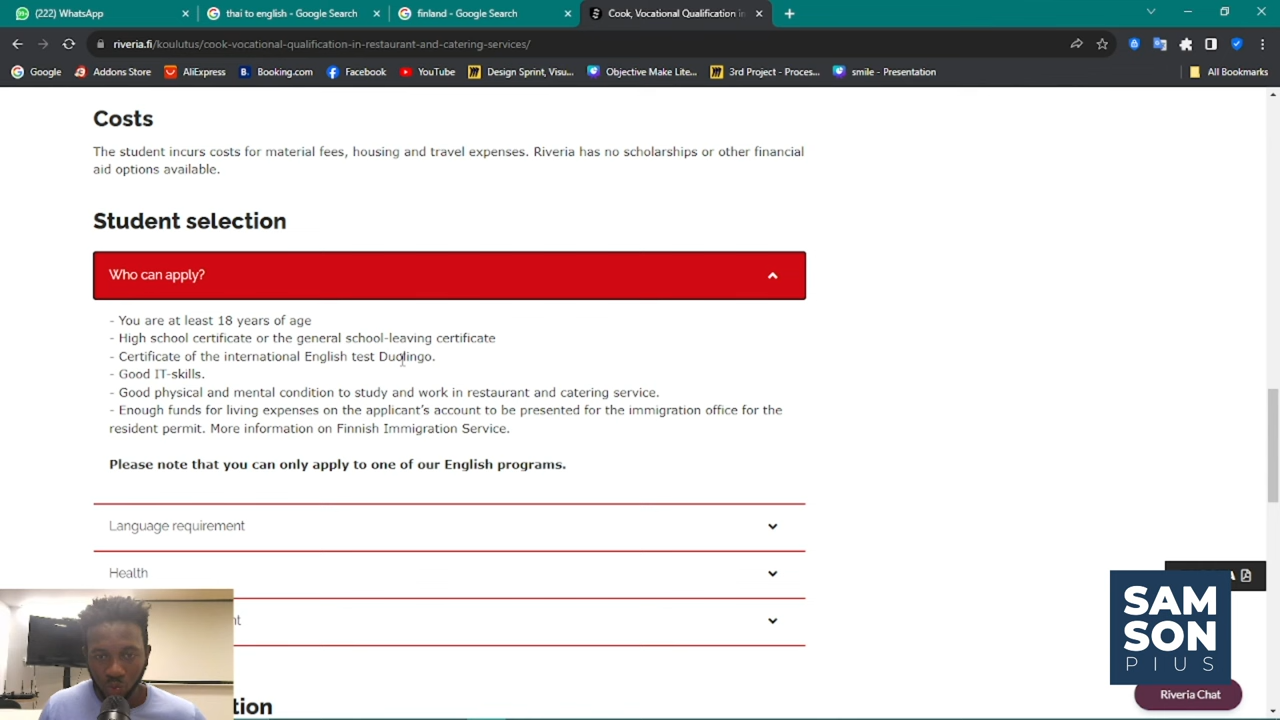 (222) WhatsApp
thai to english - Google Search
finland - Google Search
Cook, Vocational Qualification in
riveria.fi/koulutus/cook-vocational-qualification-in-restaurant-and-catering-services/
Google
Addons Store
AliExpress
Booking.com
Facebook
YouTube
Design Sprint, Visu...
Objective Make Lite...
3rd Project - Proces...
smile - Presentation
All Bookmarks
Costs
The student incurs costs for material fees, housing and travel expenses. Riveria has no scholarships or other financial
aid options available.
Student selection
Who can apply?
- You are at least 18 years of age
- High school certificate or the general school-leaving certificate
- Certificate of the international English test Duolingo.
- Good IT-skills.
- Good physical and mental condition to study and work in restaurant and catering service.
- Enough funds for living expenses on the applicant's account to be presented for the immigration office for the
resident permit. More information on Finnish Immigration Service.
Please note that you can only apply to one of our English programs.
Language requirement
Health
SAM
SON
PIUS
Riveria Chat